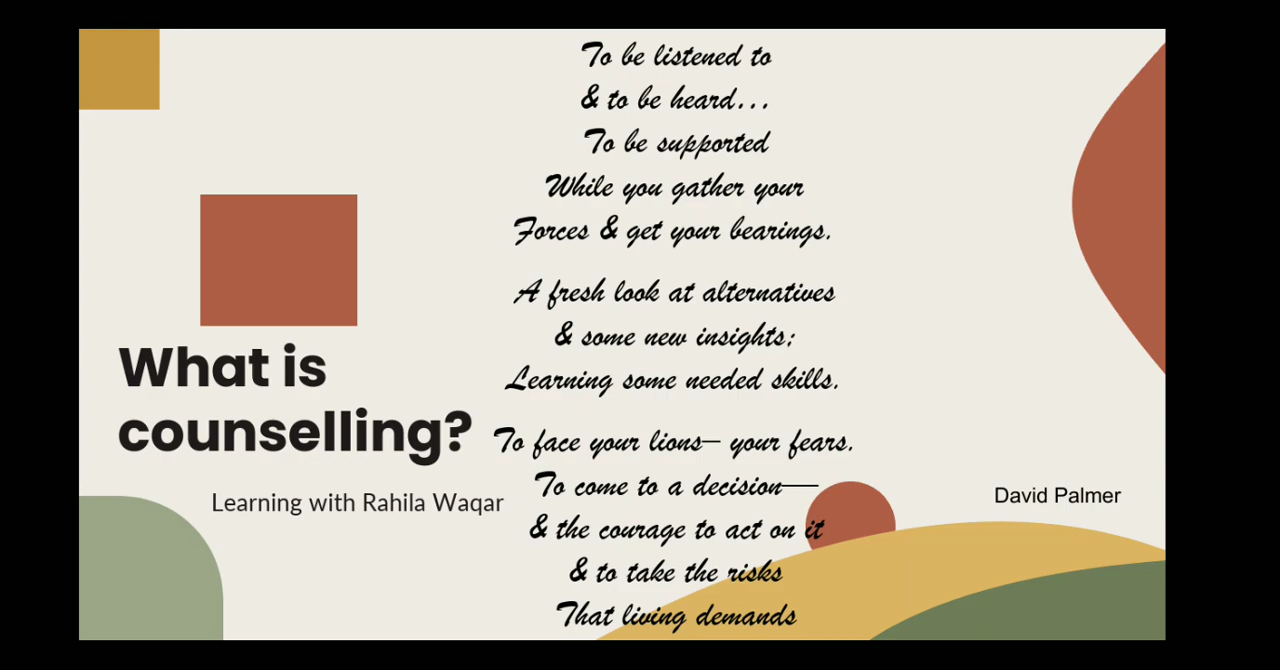 What is
counselling?
Learning with Rahila Waqar
To be listened to
& to be heard...
To be supported
While you gather your
Forces & get your bearings.
A fresh look at alternatives
& some new insights;
Learning some needed skills.
To face your lions— your fears.
To come to a decision——
& the courage to act on it
& to take the risks
That living demands
David Palmer